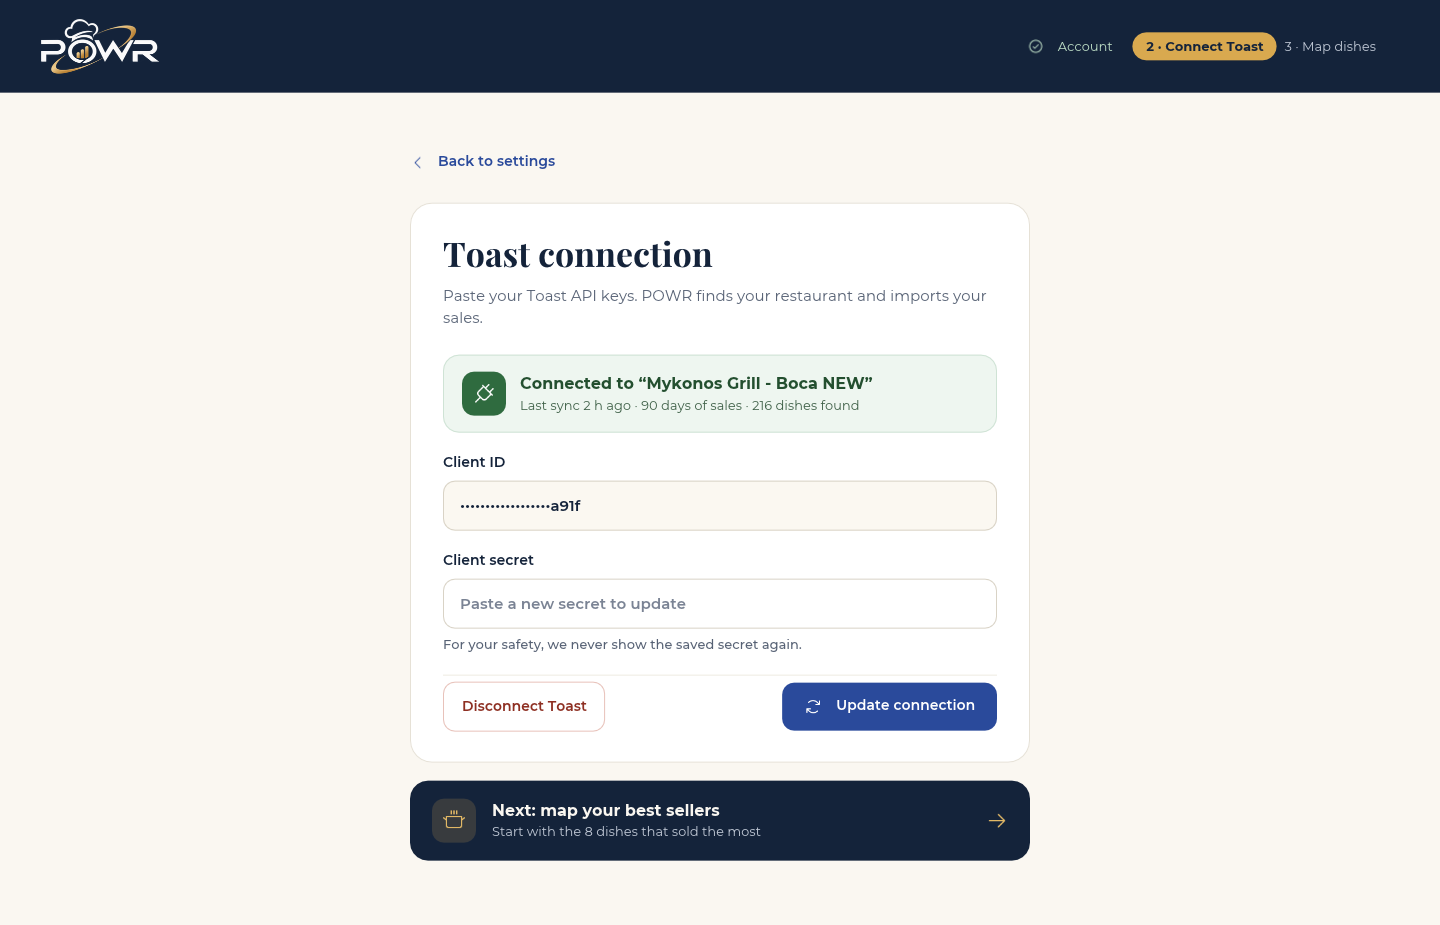 POWR
Account
2 · Connect Toast
3 · Map dishes
Back to settings
Toast connection
Paste your Toast API keys. POWR finds your restaurant and imports your
sales.
Connected to “Mykonos Grill - Boca NEW”
Last sync 2 h ago · 90 days of sales · 216 dishes found
Client ID
••••••••••••••••••a91f
Client secret
Paste a new secret to update
For your safety, we never show the saved secret again.
Disconnect Toast
Update connection
Next: map your best sellers
Start with the 8 dishes that sold the most